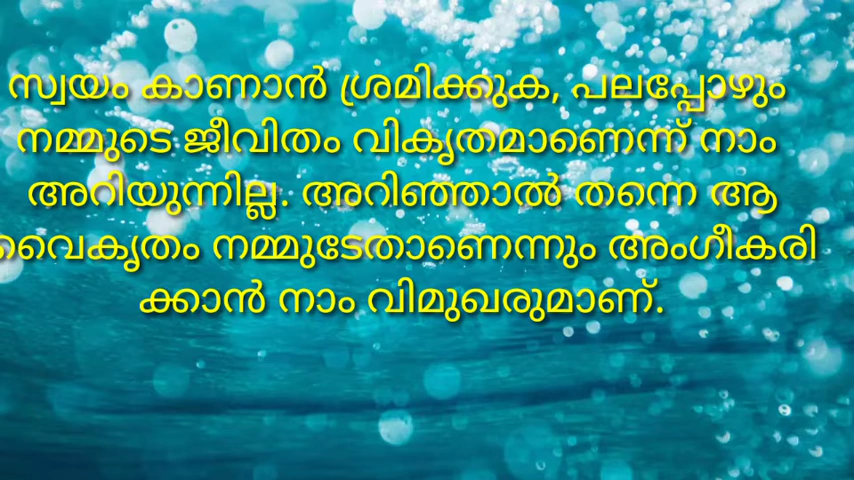 സ്വയം കാണാൻ ശ്രമിക്കുക, പലപ്പോഴും
നമ്മുടെ ജീവിതം വികൃതമാണെന്ന് നാം
അറിയുന്നില്ല. അറിഞ്ഞാൽ തന്നെ ആ
വൈകൃതം നമ്മുടേതാണെന്നും അംഗീകരി
ക്കാൻ നാം വിമുഖരുമാണ്.